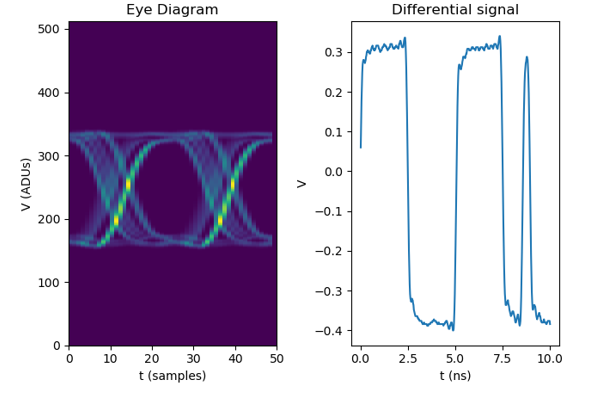 Eye Diagram
500
400
300
200
100
0
V (ADUs)
0 10 20 30 40 50
t (samples)
Differential signal
0.3
0.2
0.1
0.0
−0.1
−0.2
−0.3
−0.4
V
0.0 2.5 5.0 7.5 10.0
t (ns)